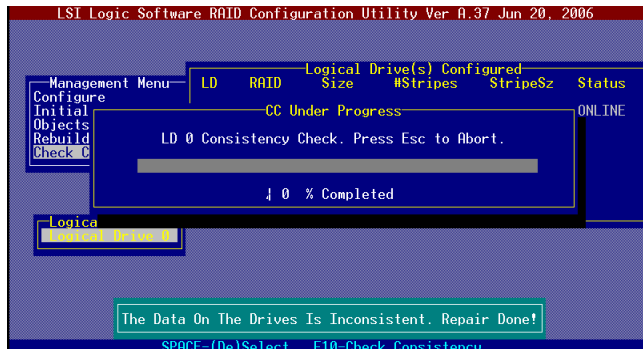 LSI Logic Software RAID Configuration Utility Ver A.37 Jun 20, 2006
Logical Drive(s) Configured
LD RAID Size #Stripes StripeSz Status
ONLINE
Management Menu
Configure
Initial
Objects
Rebuild
Check C
CC Under Progress
LD 0 Consistency Check. Press Esc to Abort.
0 % Completed
Logica
Logical Drive 0
The Data On The Drives Is Inconsistent. Repair Done!
SPACE-(De)Select F10-Check Consistency